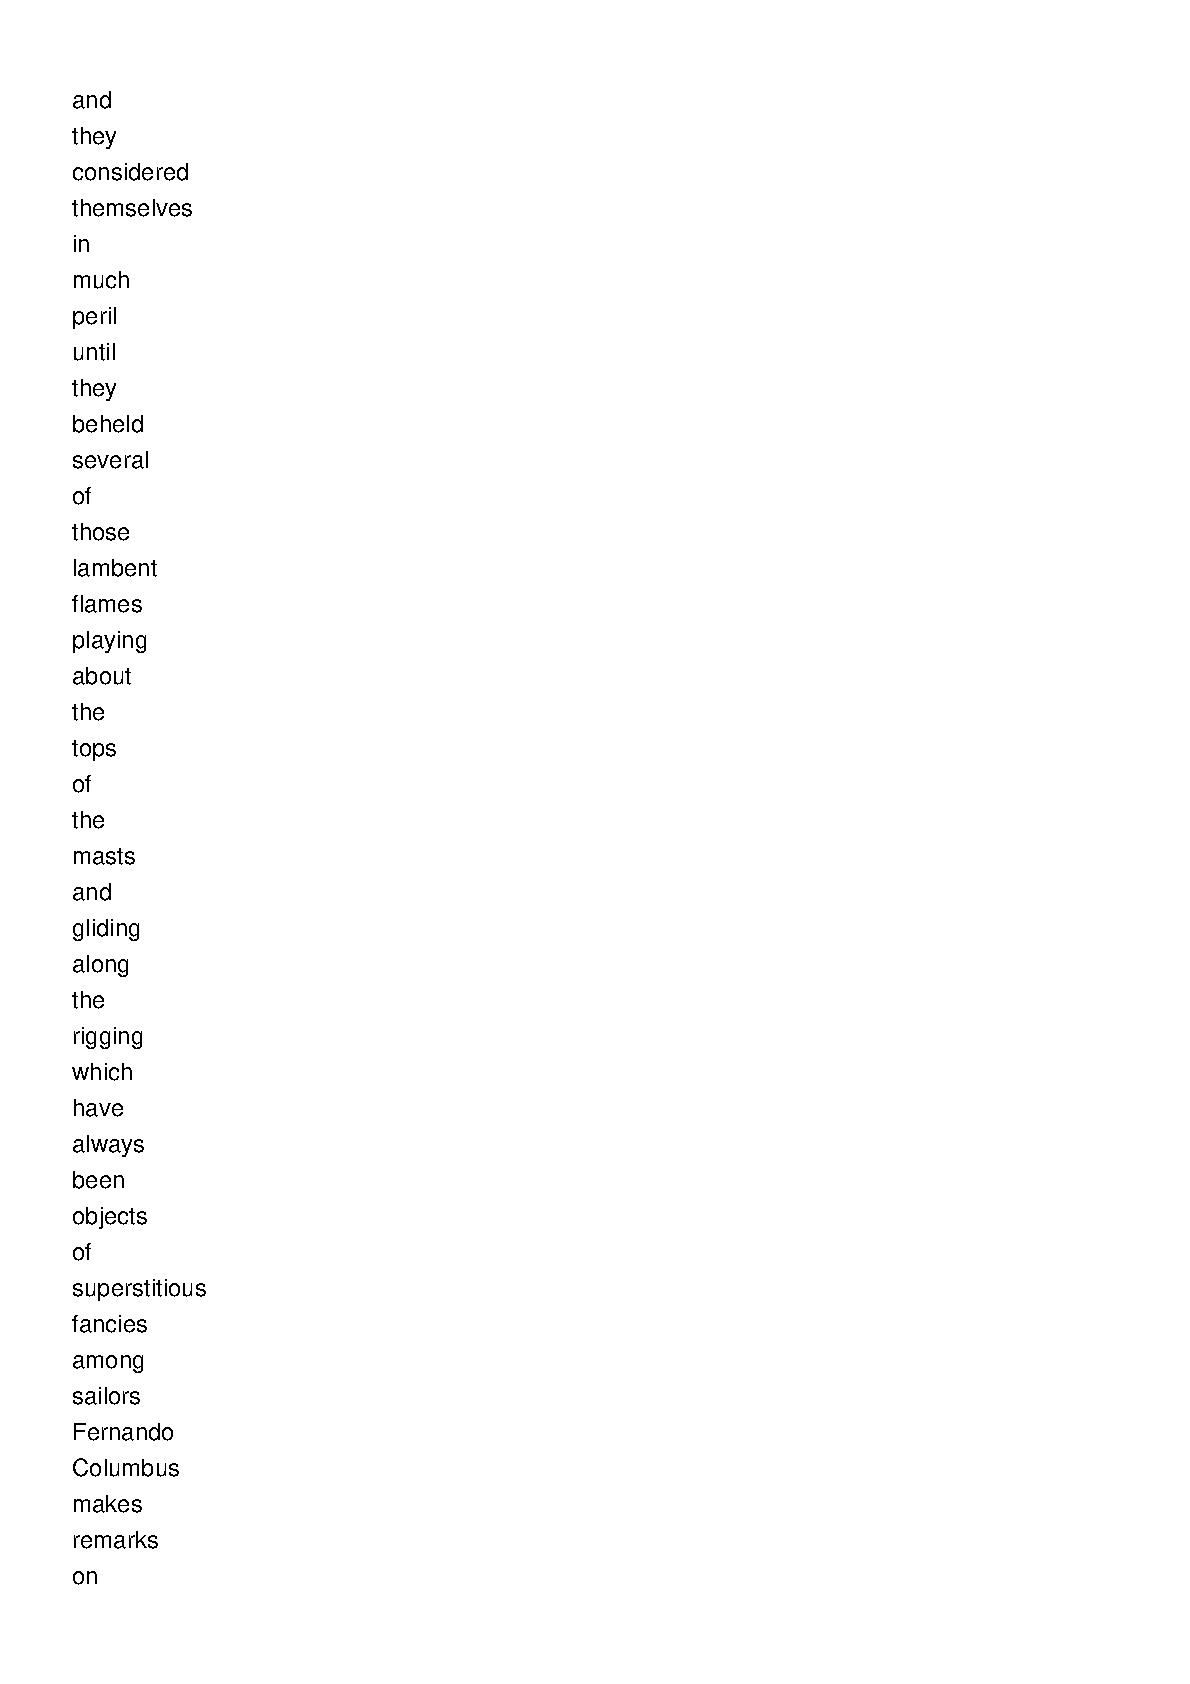 and
they
considered
themselves
in
much
peril
until
they
beheld
several
of
those
lambent
flames
playing
about
the
tops
of
the
masts
and
gliding
along
the
rigging
which
have
always
been
objects
of
superstitious
fancies
among
sailors
Fernando
Columbus
makes
remarks
on